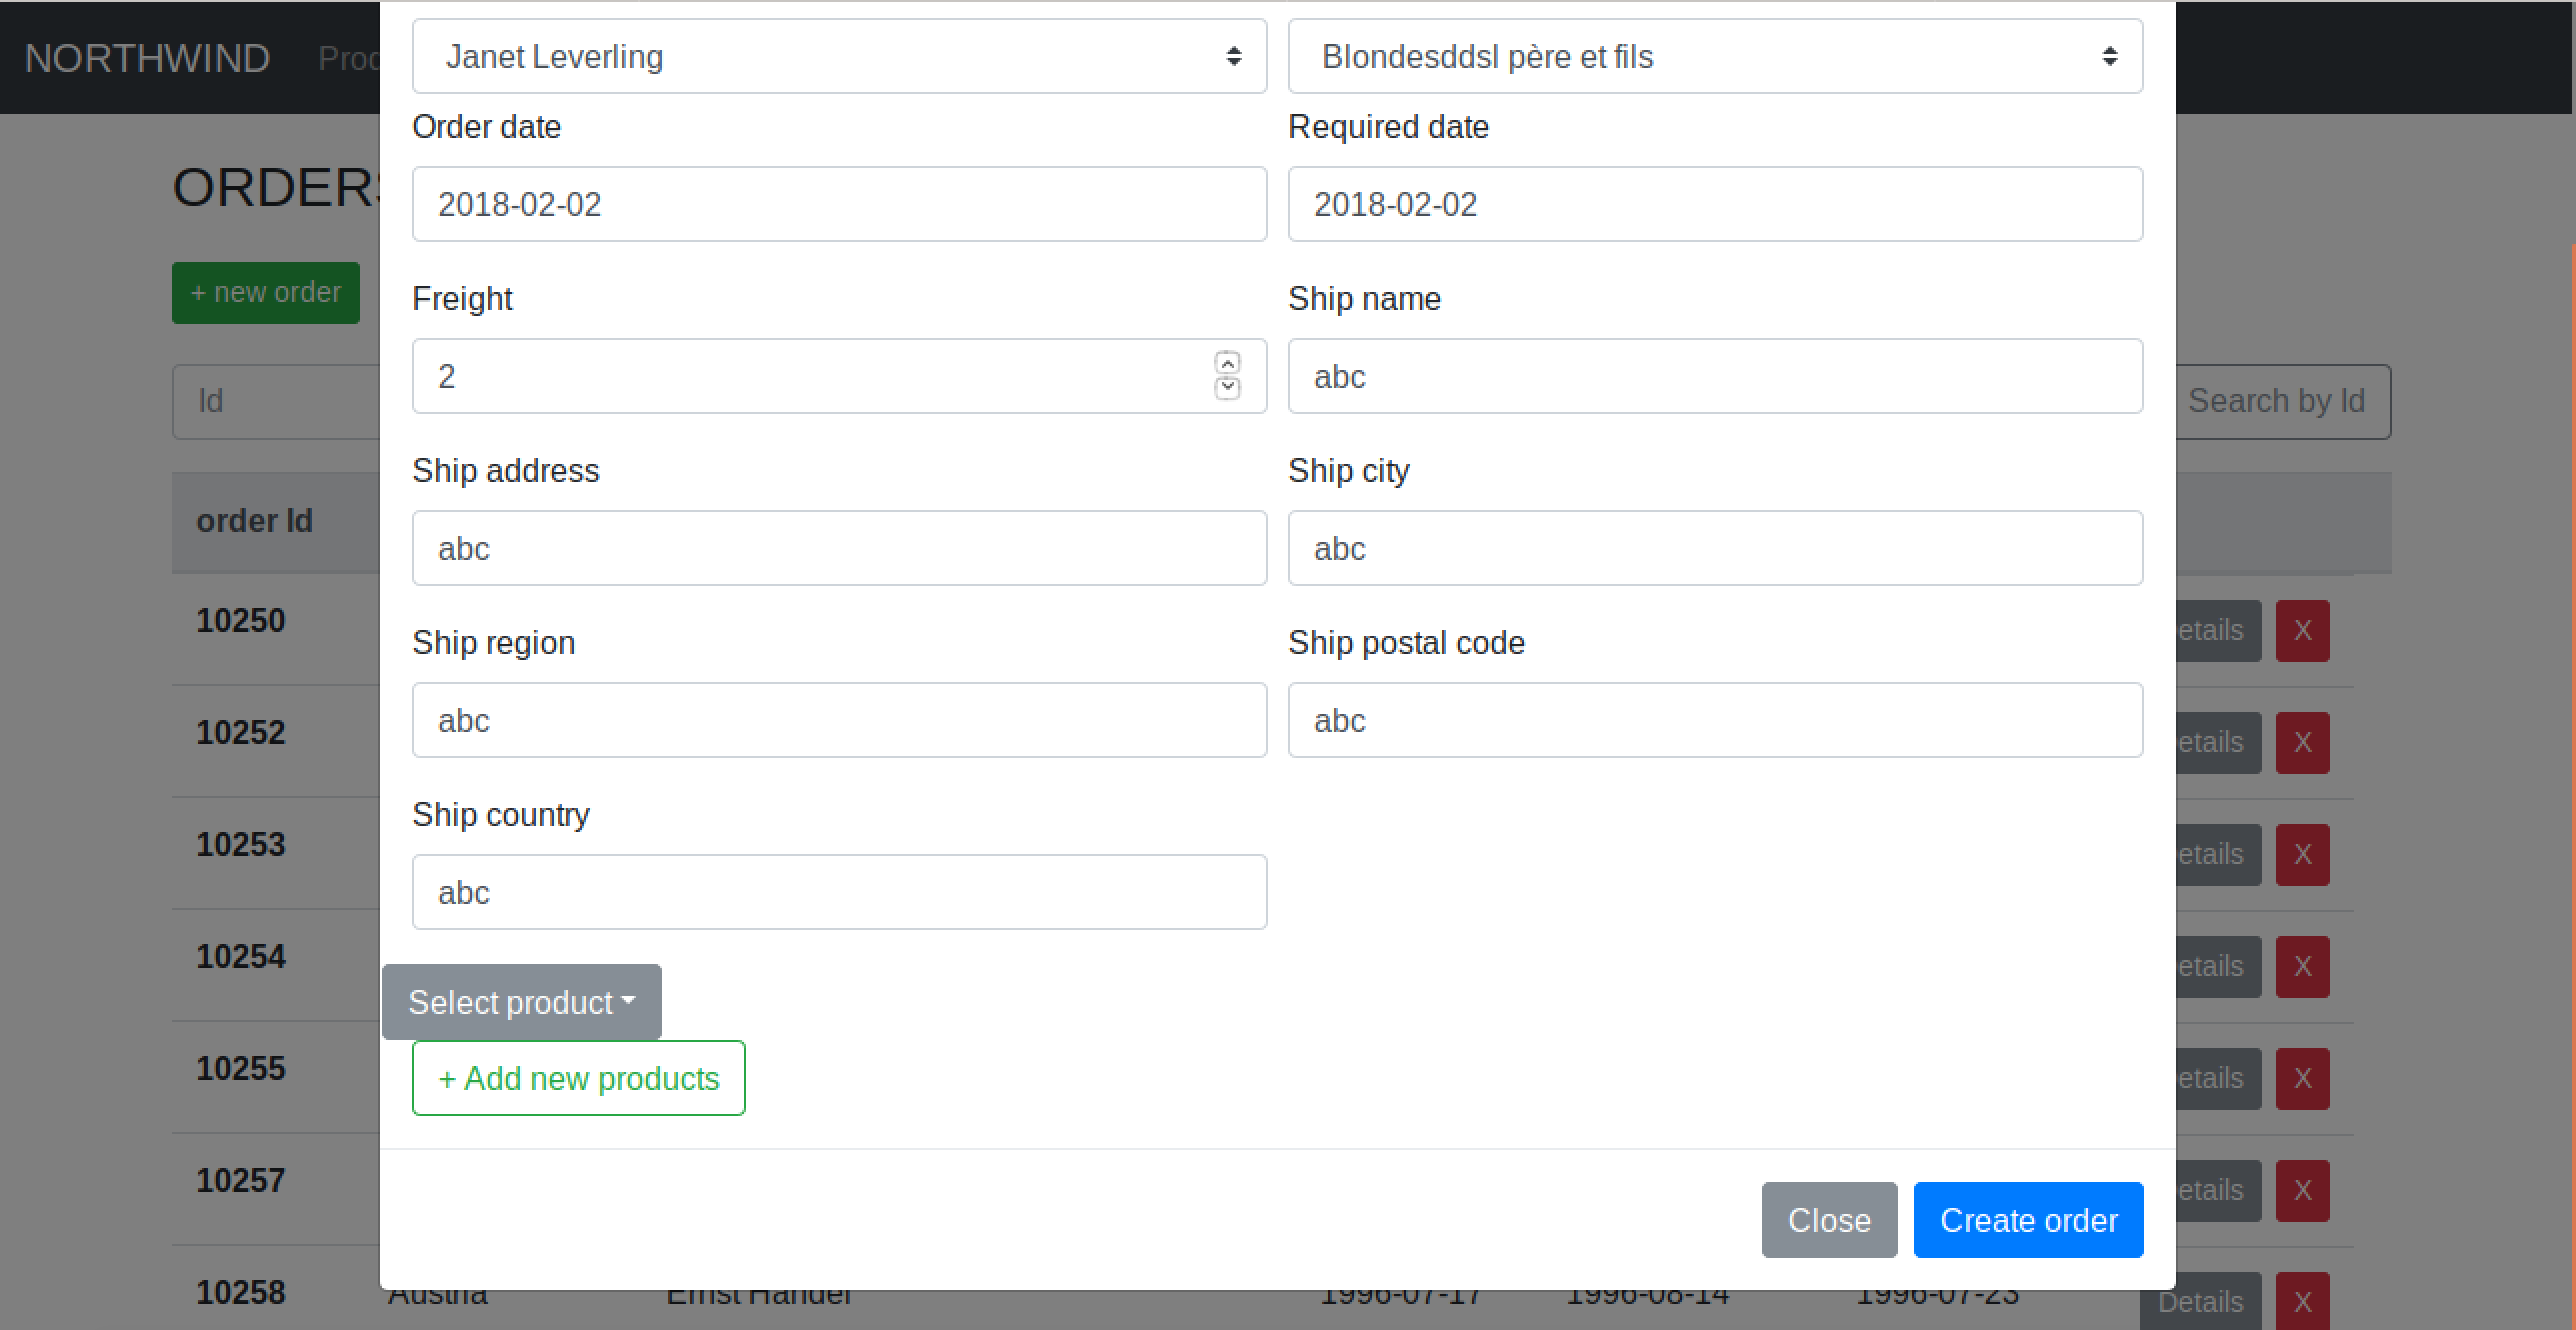 NORTHWIND Prod
Janet Leverling Blondesddsl père et fils
Order date Required date
ORDERS
2018-02-02 2018-02-02
+ new order
Freight Ship name
2 abc
Id Search by Id
Ship address Ship city
order Id
abc abc
10250 etails X
Ship region Ship postal code
abc abc
10252 etails X
Ship country
10253 etails X
abc
10254 etails X
Select product
10255 etails X
+ Add new products
10257 etails X
Close Create order
10258 Austria Ernst Handel 1996-07-17 1996-08-14 1996-07-23 Details X